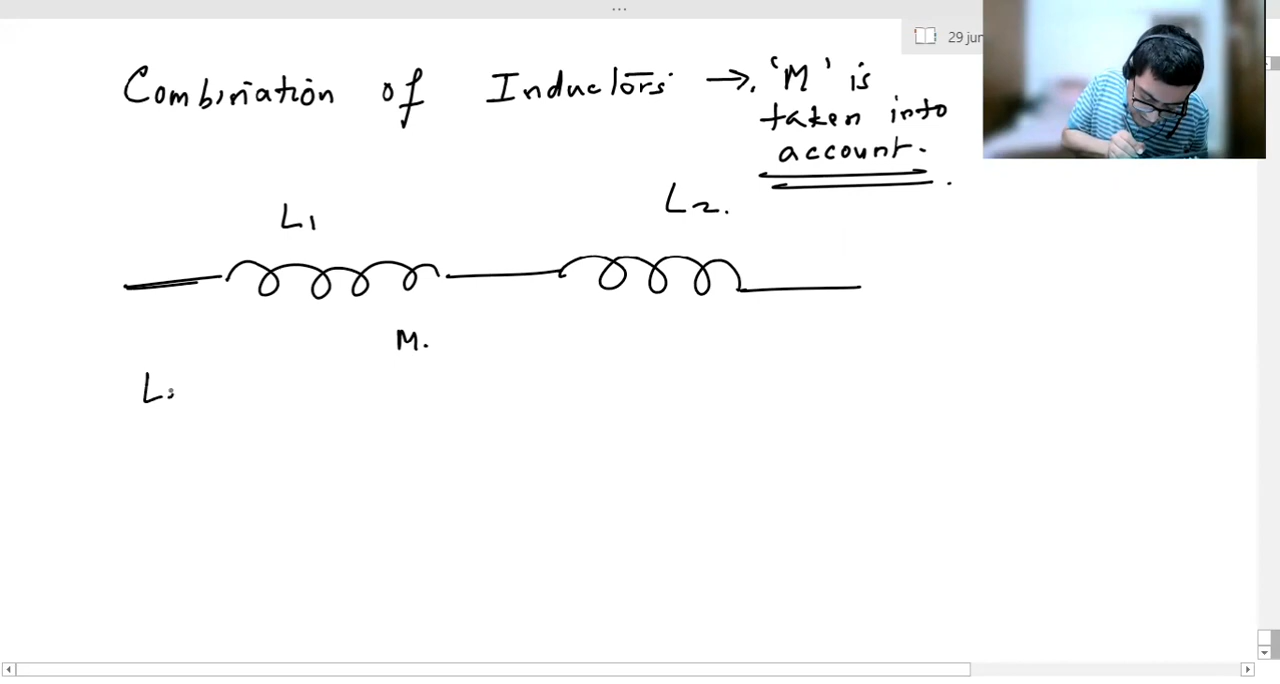 Combination of Inductors → 'M' is
taken into
account.
L1
L2.
M.
L
29 jun